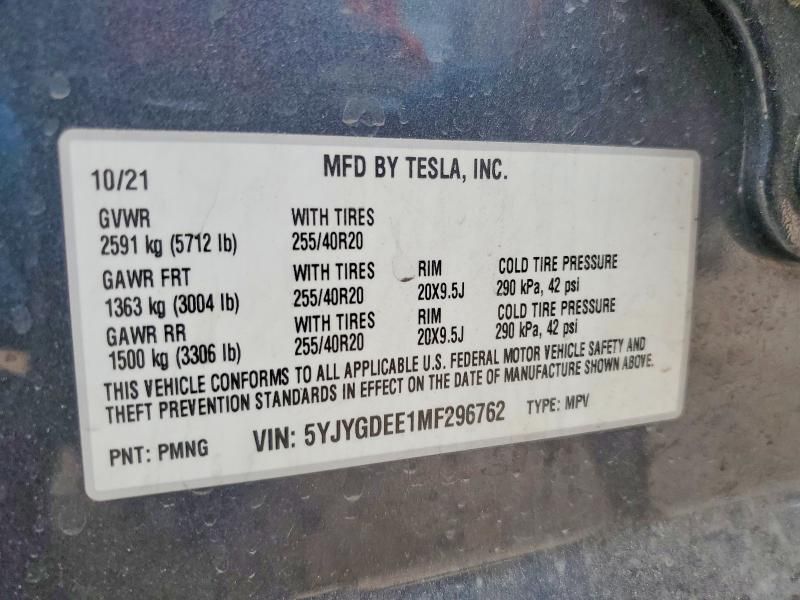 MFD BY TESLA, INC.
10/21
GVWR WITH TIRES
2591 kg (5712 lb) 255/40R20
GAWR FRT WITH TIRES RIM COLD TIRE PRESSURE
1363 kg (3004 lb) 255/40R20 20X9.5J 290 kPa, 42 psi
GAWR RR WITH TIRES RIM COLD TIRE PRESSURE
1500 kg (3306 lb) 255/40R20 20X9.5J 290 kPa, 42 psi
THIS VEHICLE CONFORMS TO ALL APPLICABLE U.S. FEDERAL MOTOR VEHICLE SAFETY AND
THEFT PREVENTION STANDARDS IN EFFECT ON THE DATE OF MANUFACTURE SHOWN ABOVE.
PNT: PMNG VIN: 5YJYGDEE1MF296762 TYPE: MPV